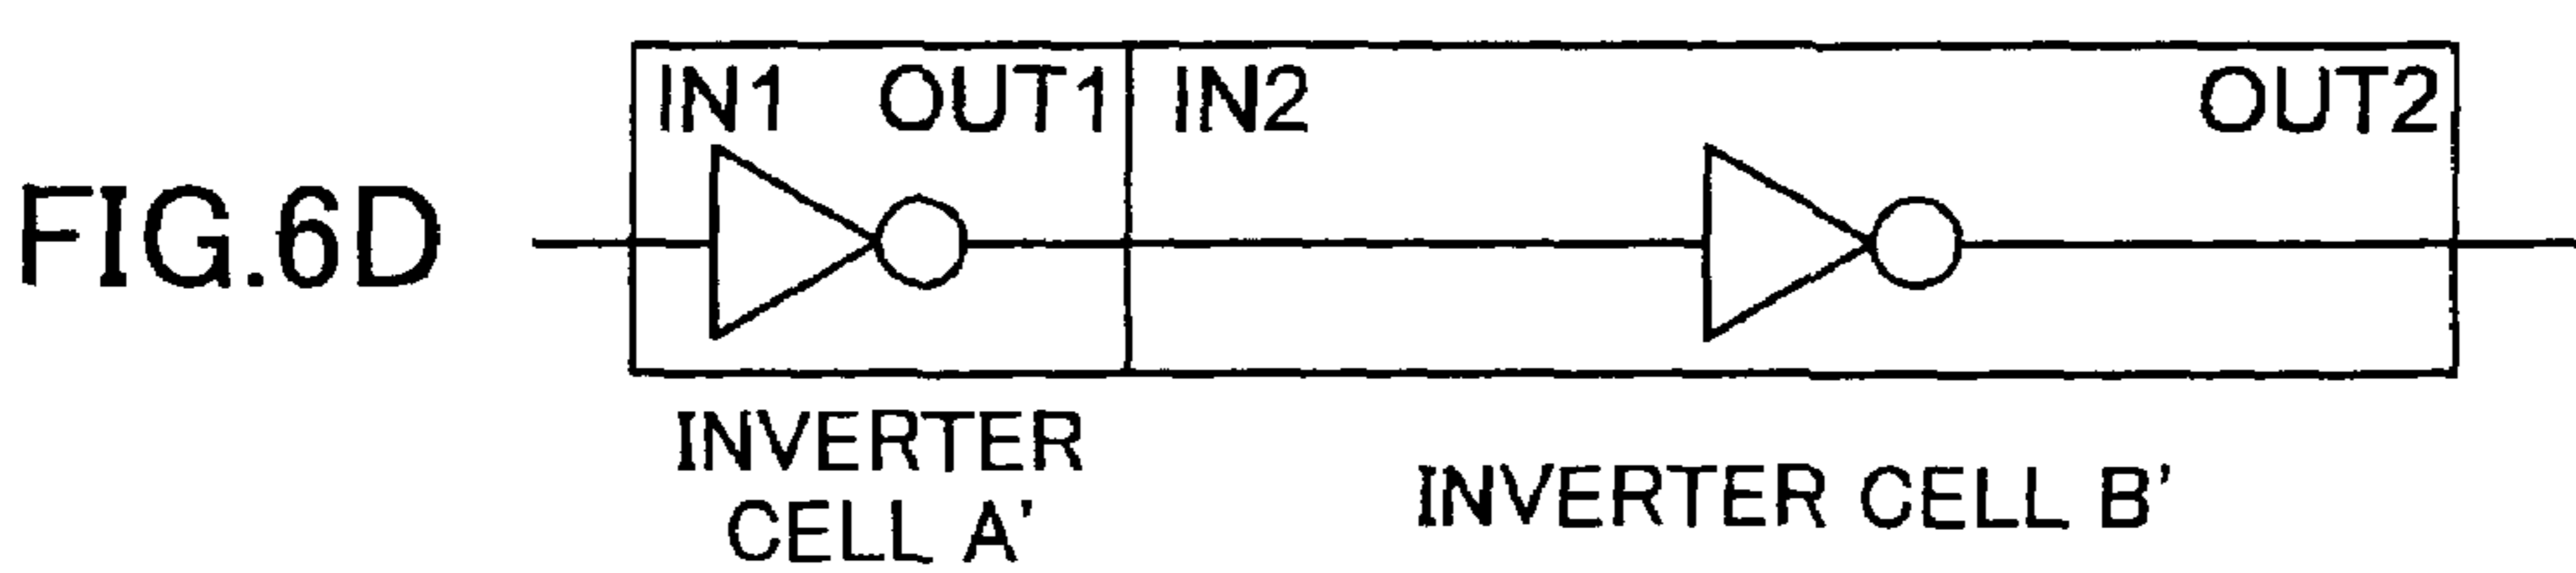 FIG.6D
IN1 OUT1 IN2 OUT2
INVERTER
CELL A'
INVERTER CELL B'